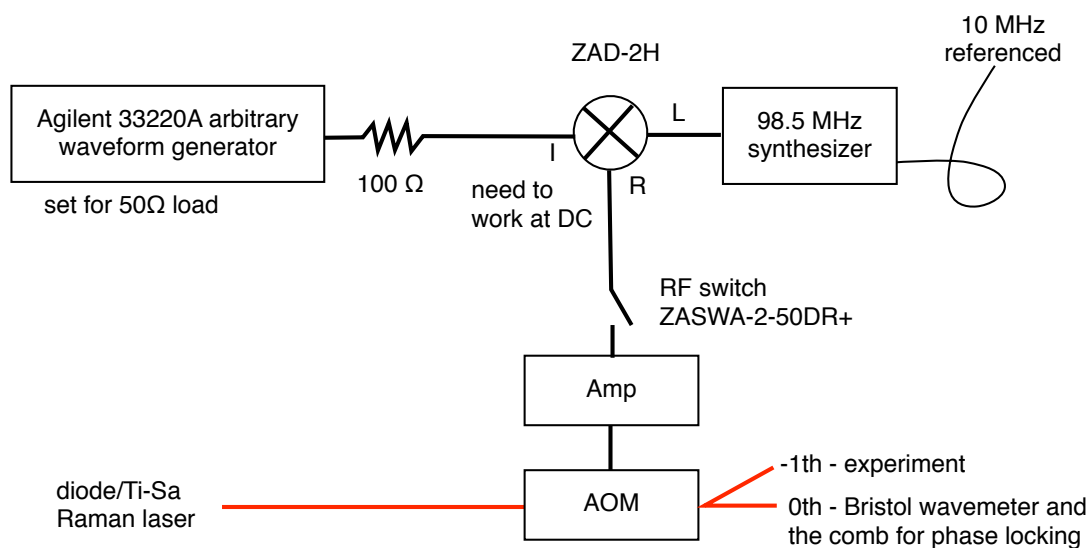 10 MHz
referenced
ZAD-2H
Agilent 33220A arbitrary
waveform generator
L
98.5 MHz
synthesizer
I
100 Ω
R
set for 50Ω load
need to
work at DC
RF switch
ZASWA-2-50DR+
Amp
-1th - experiment
diode/Ti-Sa
Raman laser
AOM
0th - Bristol wavemeter and
the comb for phase locking